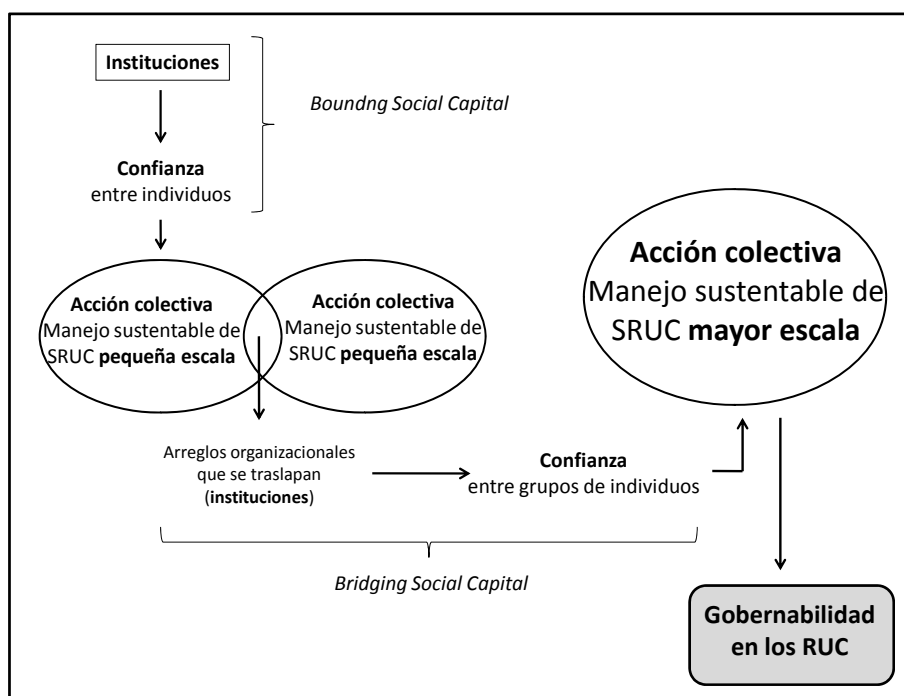 Instituciones
Boundng Social Capital
Confianza
entre individuos
Acción colectiva
Manejo sustentable de
SRUC pequeña escala
Acción colectiva
Manejo sustentable de
SRUC pequeña escala
Acción colectiva
Manejo sustentable de
SRUC mayor escala
Arreglos organizacionales
que se traslapan
(instituciones)
Confianza
entre grupos de individuos
Bridging Social Capital
Gobernabilidad
en los RUC